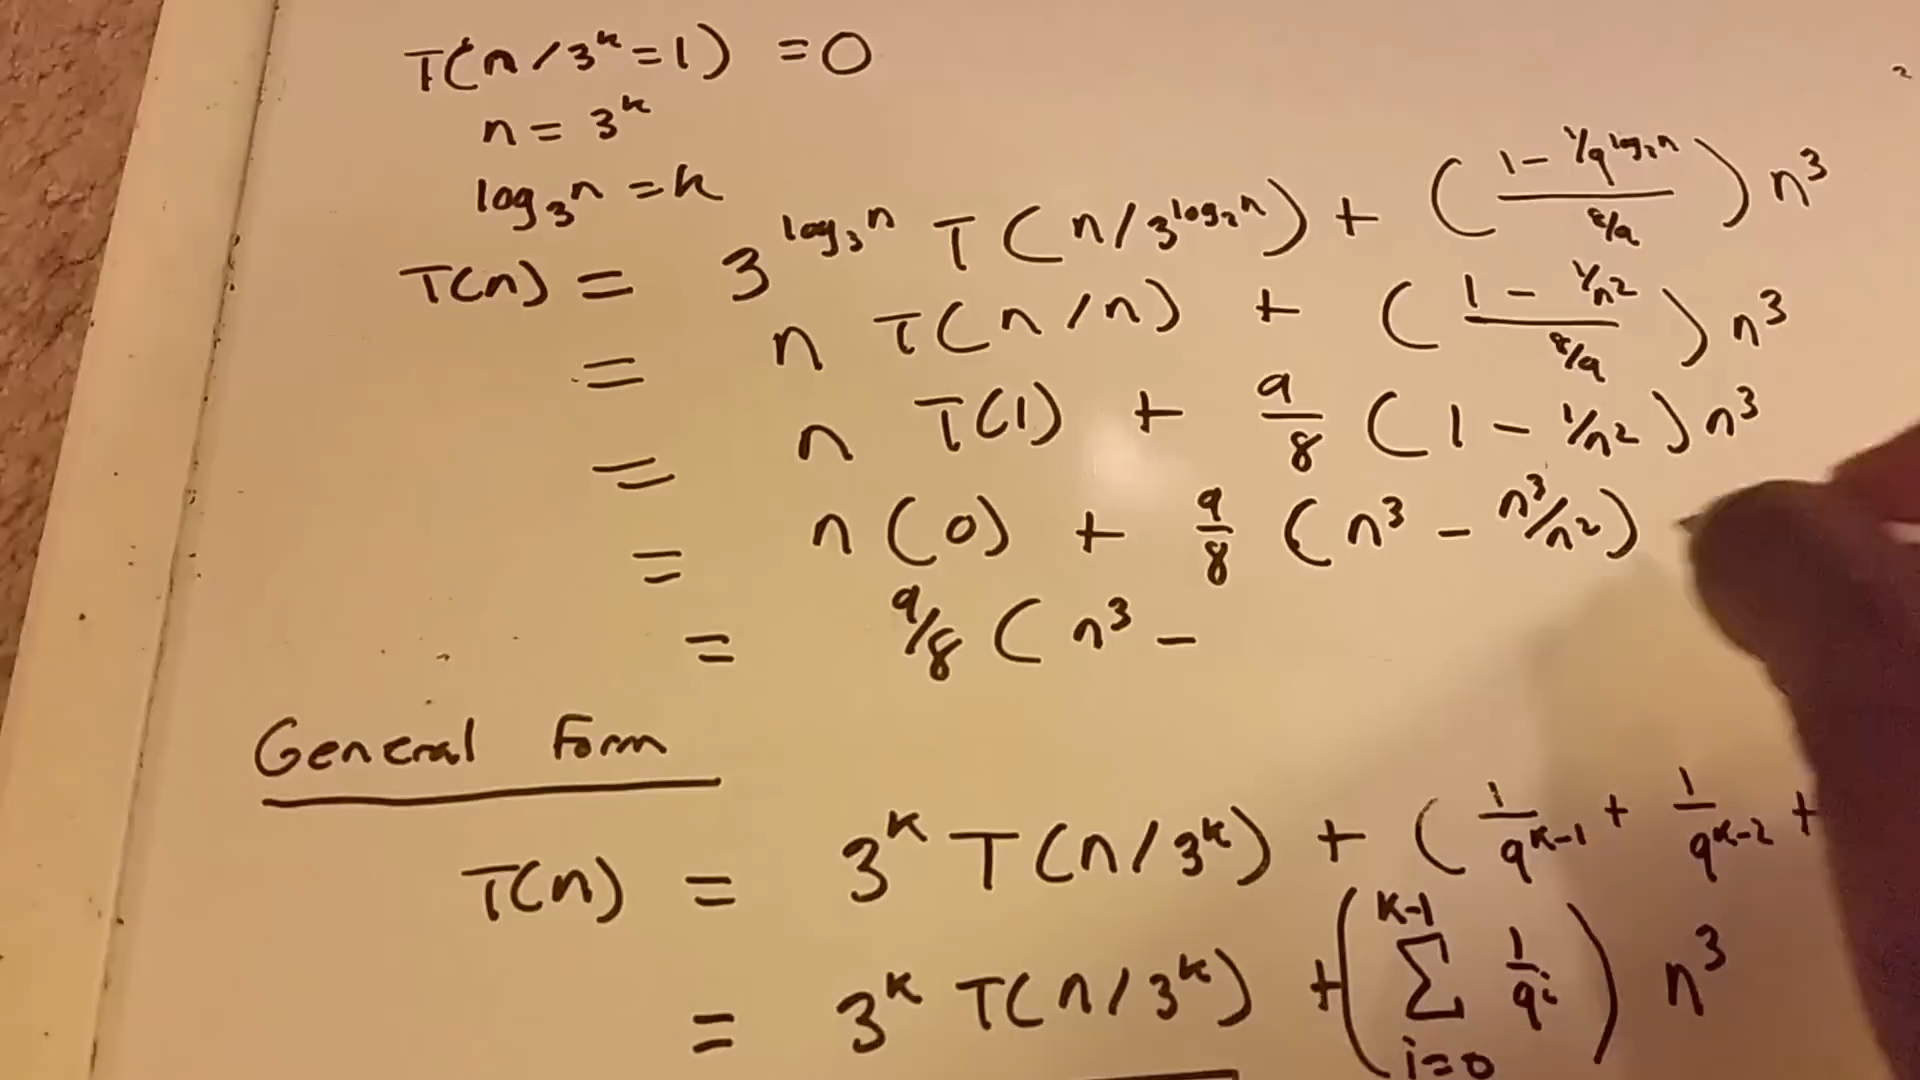 T(n/3^k=1) =0
n = 3^k
log_3 n = k
T(n) = 3^{log_3 n} T(n/3^{log_3 n}) + ((1 - 1/9^{log_3 n}) / (8/9)) n^3
= n T(n/n) + ((1 - 1/n^2) / (8/9)) n^3
= n T(1) + 9/8 (1 - 1/n^2) n^3
= n(0) + 9/8 (n^3 - n^3/n^2)
= 9/8 (n^3 -
General Form
T(n) = 3^k T(n/3^k) + (1/9^{k-1} + 1/9^{k-2} +
= 3^k T(n/3^k) + (∑_{i=0}^{k-1} 1/9^i) n^3